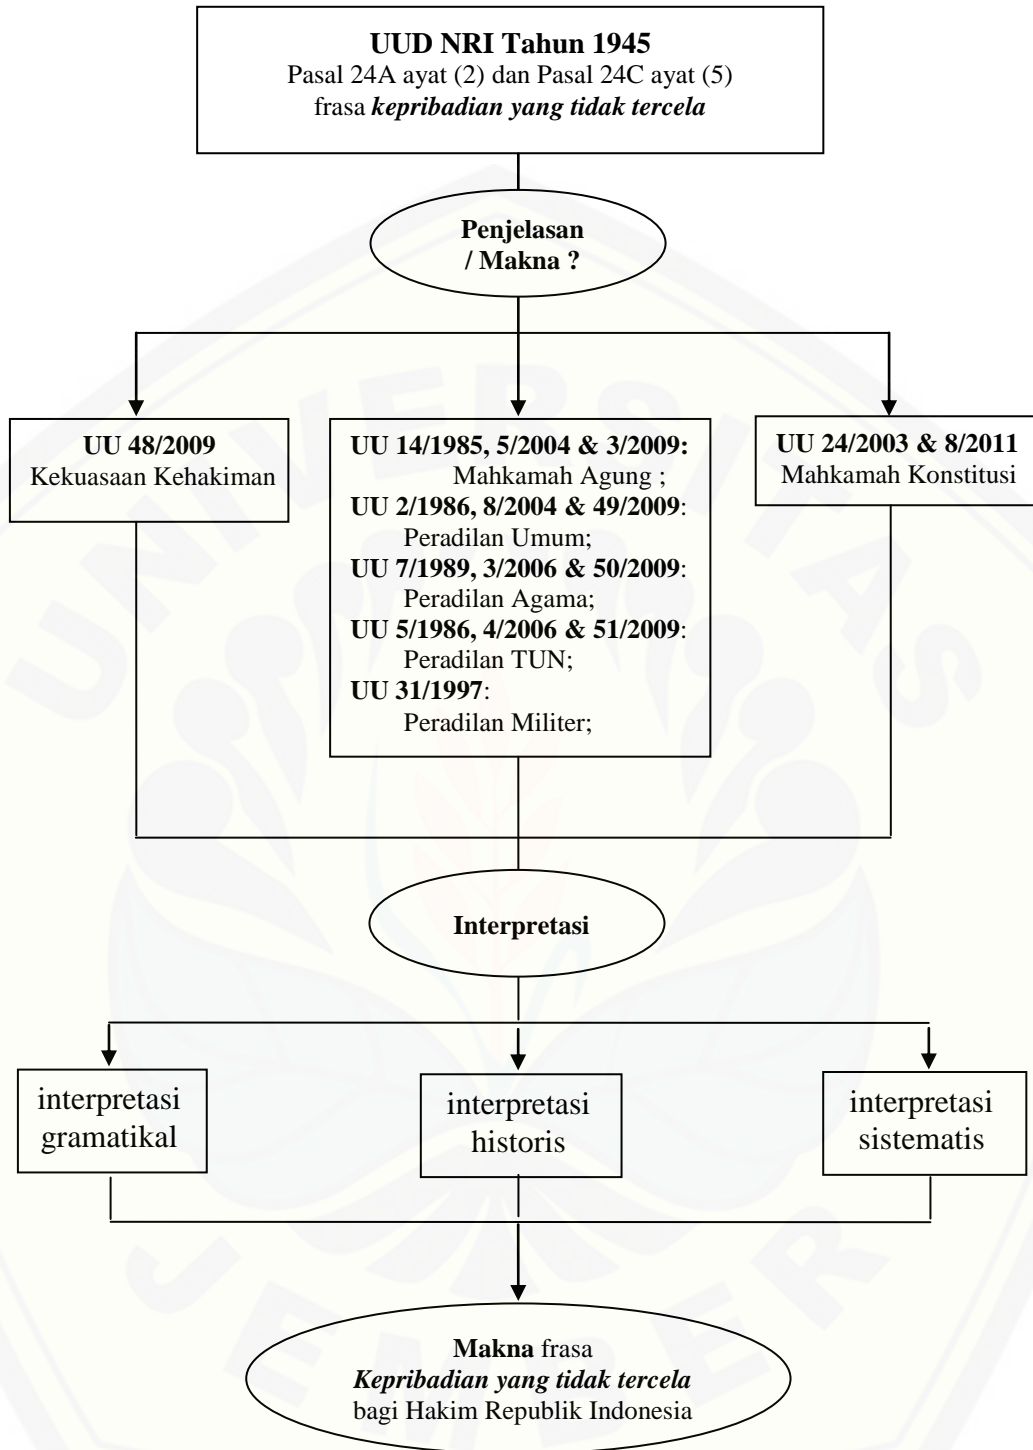 UUD NRI Tahun 1945
Pasal 24A ayat (2) dan Pasal 24C ayat (5)
frasa kepribadian yang tidak tercela
Penjelasan
/ Makna ?
UU 48/2009
Kekuasaan Kehakiman
UU 14/1985, 5/2004 & 3/2009:
Mahkamah Agung ;
UU 2/1986, 8/2004 & 49/2009:
Peradilan Umum;
UU 7/1989, 3/2006 & 50/2009:
Peradilan Agama;
UU 5/1986, 4/2006 & 51/2009:
Peradilan TUN;
UU 31/1997:
Peradilan Militer;
UU 24/2003 & 8/2011
Mahkamah Konstitusi
Interpretasi
interpretasi
gramatikal
interpretasi
historis
interpretasi
sistematis
Makna frasa
Kepribadian yang tidak tercela
bagi Hakim Republik Indonesia
UNIVERSITAS
JEMBER